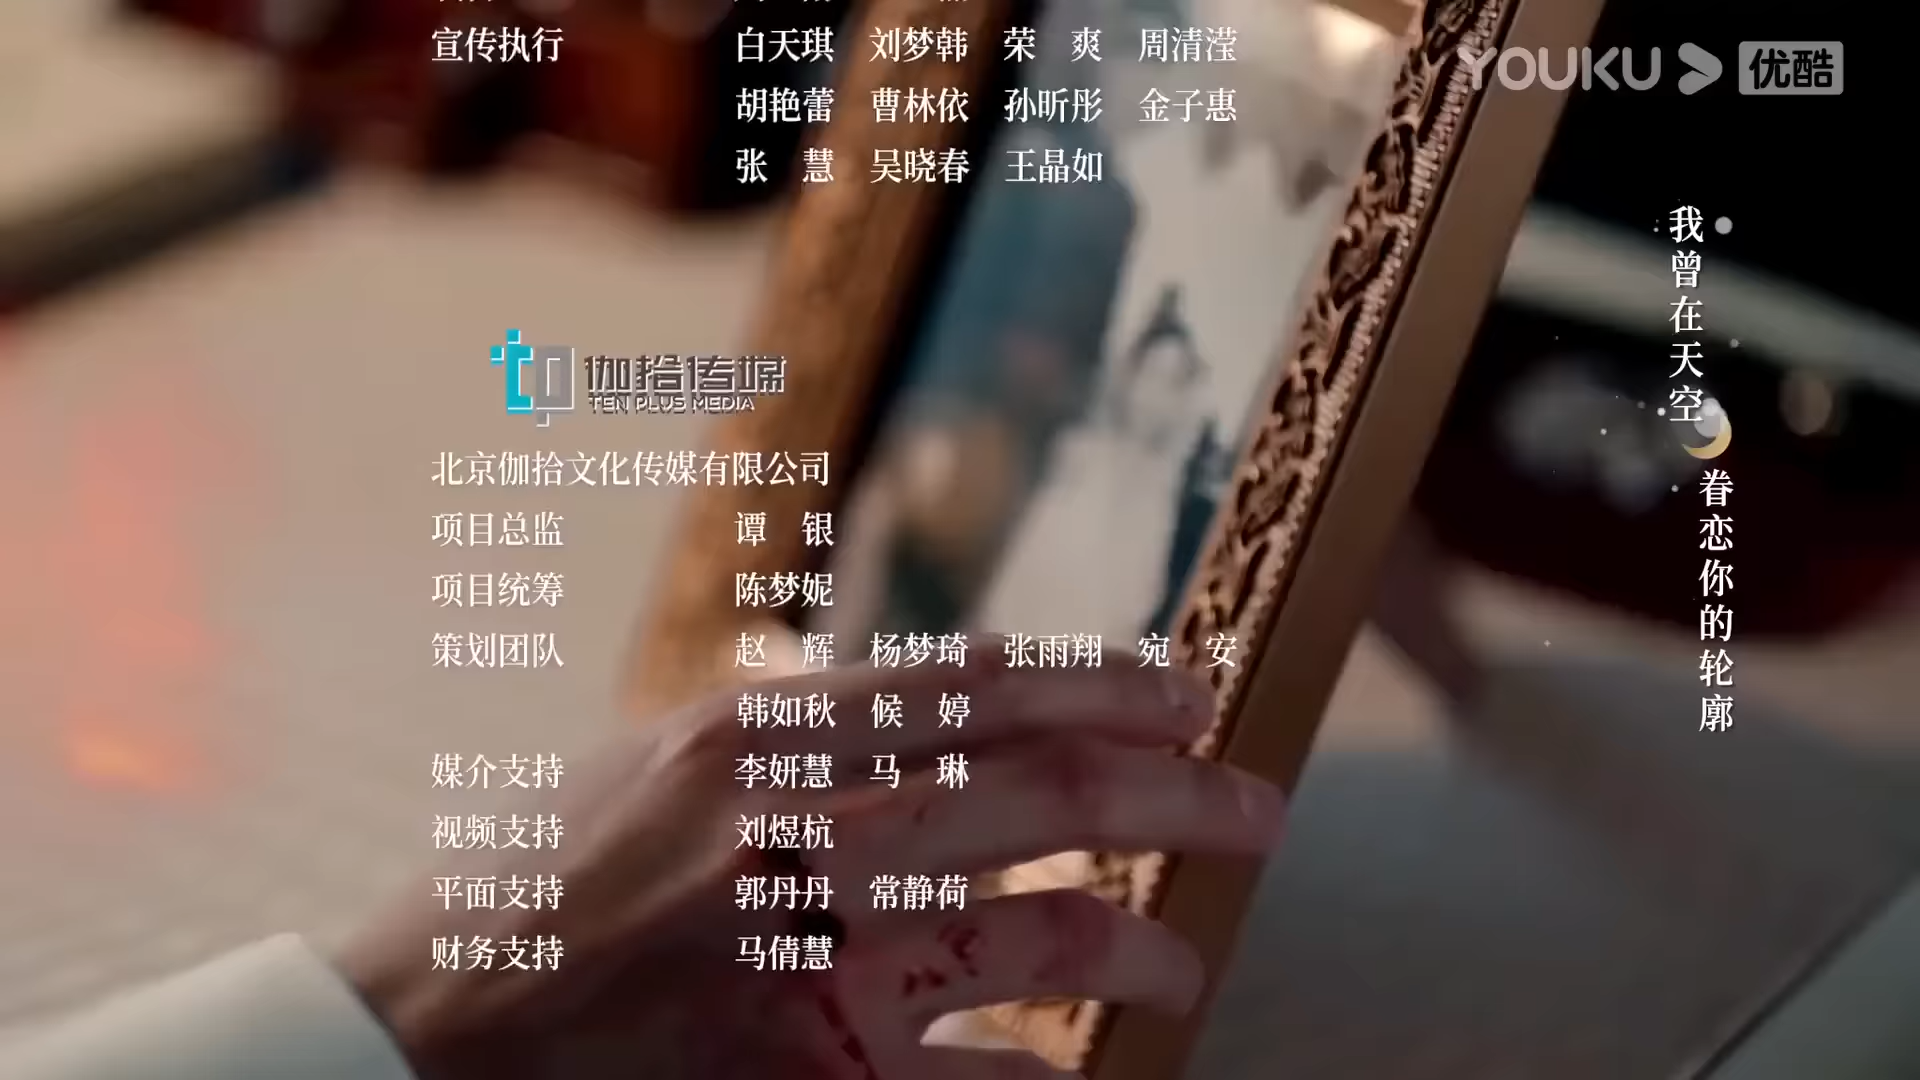 宣传执行 白天琪 刘梦韩 荣 爽 周清滢
胡艳蕾 曹林依 孙昕彤 金子惠
张 慧 吴晓春 王晶如
YOUKU 优酷
我曾在天空
眷恋你的轮廓
tp 伽拾传媒
TEN PLUS MEDIA
北京伽拾文化传媒有限公司
项目总监 谭 银
项目统筹 陈梦妮
策划团队 赵 辉 杨梦琦 张雨翔 宛 安
韩如秋 候 婷
媒介支持 李妍慧 马 琳
视频支持 刘煜杭
平面支持 郭丹丹 常静荷
财务支持 马倩慧